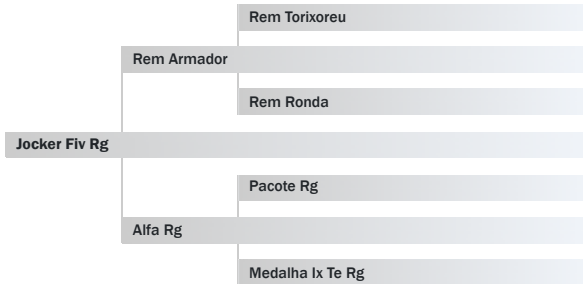 Rem Torixoreu
Rem Armador
Rem Ronda
Jocker Fiv Rg
Pacote Rg
Alfa Rg
Medalha Ix Te Rg